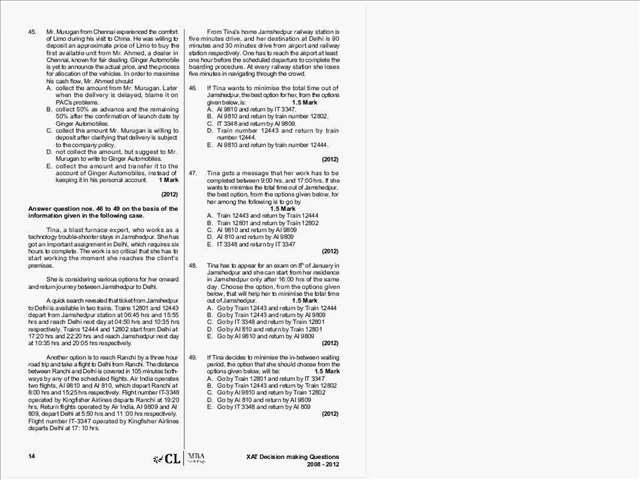 45. Mr. Murugan from Chennai experienced the comfort
of Limo during his visit to China. He was willing to
deposit an approximate price of Limo to buy the
first available unit from Mr. Ahmed, a dealer in
Chennai, known for fair dealing. Ginger Automobile
is yet to announce the actual price, and the process
for allocation of the vehicles. In order to maximise
his cash flow, Mr. Ahmed should
A. collect the amount from Mr. Murugan. Later
when the delivery is delayed, blame it on
PAC's problems.
B. collect 50% as advance and the remaining
50% after the confirmation of launch date by
Ginger Automobiles.
C. collect the amount Mr. Murugan is willing to
deposit after clarifying that delivery is subject
to the company policy.
D. not collect the amount, but suggest to Mr.
Murugan to write to Ginger Automobiles.
E. collect the amount and transfer it to the
account of Ginger Automobiles, instead of
keeping it in his personal account. 1 Mark
(2012)
Answer question nos. 46 to 49 on the basis of the
information given in the following case.
Tina, a blast furnace expert, who works as a
technology trouble-shooter stays in Jamshedpur. She has
got an important assignment in Delhi, which requires six
hours to complete. The work is so critical that she has to
start working the moment she reaches the client's
premises.
She is considering various options for her onward
and return journey between Jamshedpur to Delhi.
A quick search revealed that ticket from Jamshedpur
to Delhi is available in two trains. Trains 12801 and 12443
depart from Jamshedpur station at 06:45 hrs and 15:55
hrs and reach Delhi next day at 04:50 hrs and 10:35 hrs
respectively. Trains 12444 and 12802 start from Delhi at
17:20 hrs and 22:20 hrs and reach Jamshedpur next day
at 10:35 hrs and 20:05 hrs respectively.
Another option is to reach Ranchi by a three hour
road trip and take a flight to Delhi from Ranchi. The distance
between Ranchi and Delhi is covered in 105 minutes both-
ways by any of the scheduled flights. Air India operates
two flights, AI 9810 and AI 810, which depart Ranchi at
8:00 hrs and 15:25 hrs respectively. Flight number IT-3348
operated by Kingfisher Airlines departs Ranchi at 19:20
hrs. Return flights operated by Air India, AI 9809 and AI
809, depart Delhi at 5:50 hrs and 11:00 hrs respectively.
Flight number IT-3347 operated by Kingfisher Airlines
departs Delhi at 17: 10 hrs.
From Tina's home Jamshedpur railway station is
five minutes drive, and her destination at Delhi is 90
minutes and 30 minutes drive from airport and railway
station respectively. One has to reach the airport at least
one hour before the scheduled departure to complete the
boarding procedure. At every railway station she loses
five minutes in navigating through the crowd.
46. If Tina wants to minimise the total time out of
Jamshedpur, the best option for her, from the options
given below, is: 1.5 Mark
A. AI 9810 and return by IT 3347.
B. AI 9810 and return by train number 12802.
C. IT 3348 and return by AI 9809.
D. Train number 12443 and return by train
number 12444.
E. AI 9810 and return by train number 12444.
(2012)
47. Tina gets a message that her work has to be
completed between 9:00 hrs. and 17:00 hrs. If she
wants to minimise the total time out of Jamshedpur,
the best option, from the options given below, for
her among the following is to go by
1.5 Mark
A. Train 12443 and return by Train 12444
B. Train 12801 and return by Train 12802
C. AI 9810 and return by AI 9809
D. AI 810 and return by AI 9809
E. IT 3348 and return by IT 3347
(2012)
48. Tina has to appear for an exam on 8th of January in
Jamshedpur and she can start from her residence
in Jamshedpur only after 16:00 hrs of the same
day. Choose the option, from the options given
below, that will help her to minimise the total time
out of Jamshedpur. 1.5 Mark
A. Go by Train 12443 and return by Train 12444
B. Go by Train 12443 and return by AI 9809
C. Go by IT 3348 and return by Train 12801
D. Go by AI 810 and return by Train 12801
E. Go by AI 9810 and return by AI 9809
(2012)
49. If Tina decides to minimise the in-between waiting
period, the option that she should choose from the
options given below, will be: 1.5 Mark
A. Go by Train 12801 and return by IT 3347
B. Go by Train 12443 and return by Train 12802
C. Go by AI 9810 and return by Train 12802
D. Go by AI 810 and return by AI 9809
E. Go by IT 3348 and return by AI 809
(2012)
14
CL MBA
XAT Decision making Questions
2008 - 2012